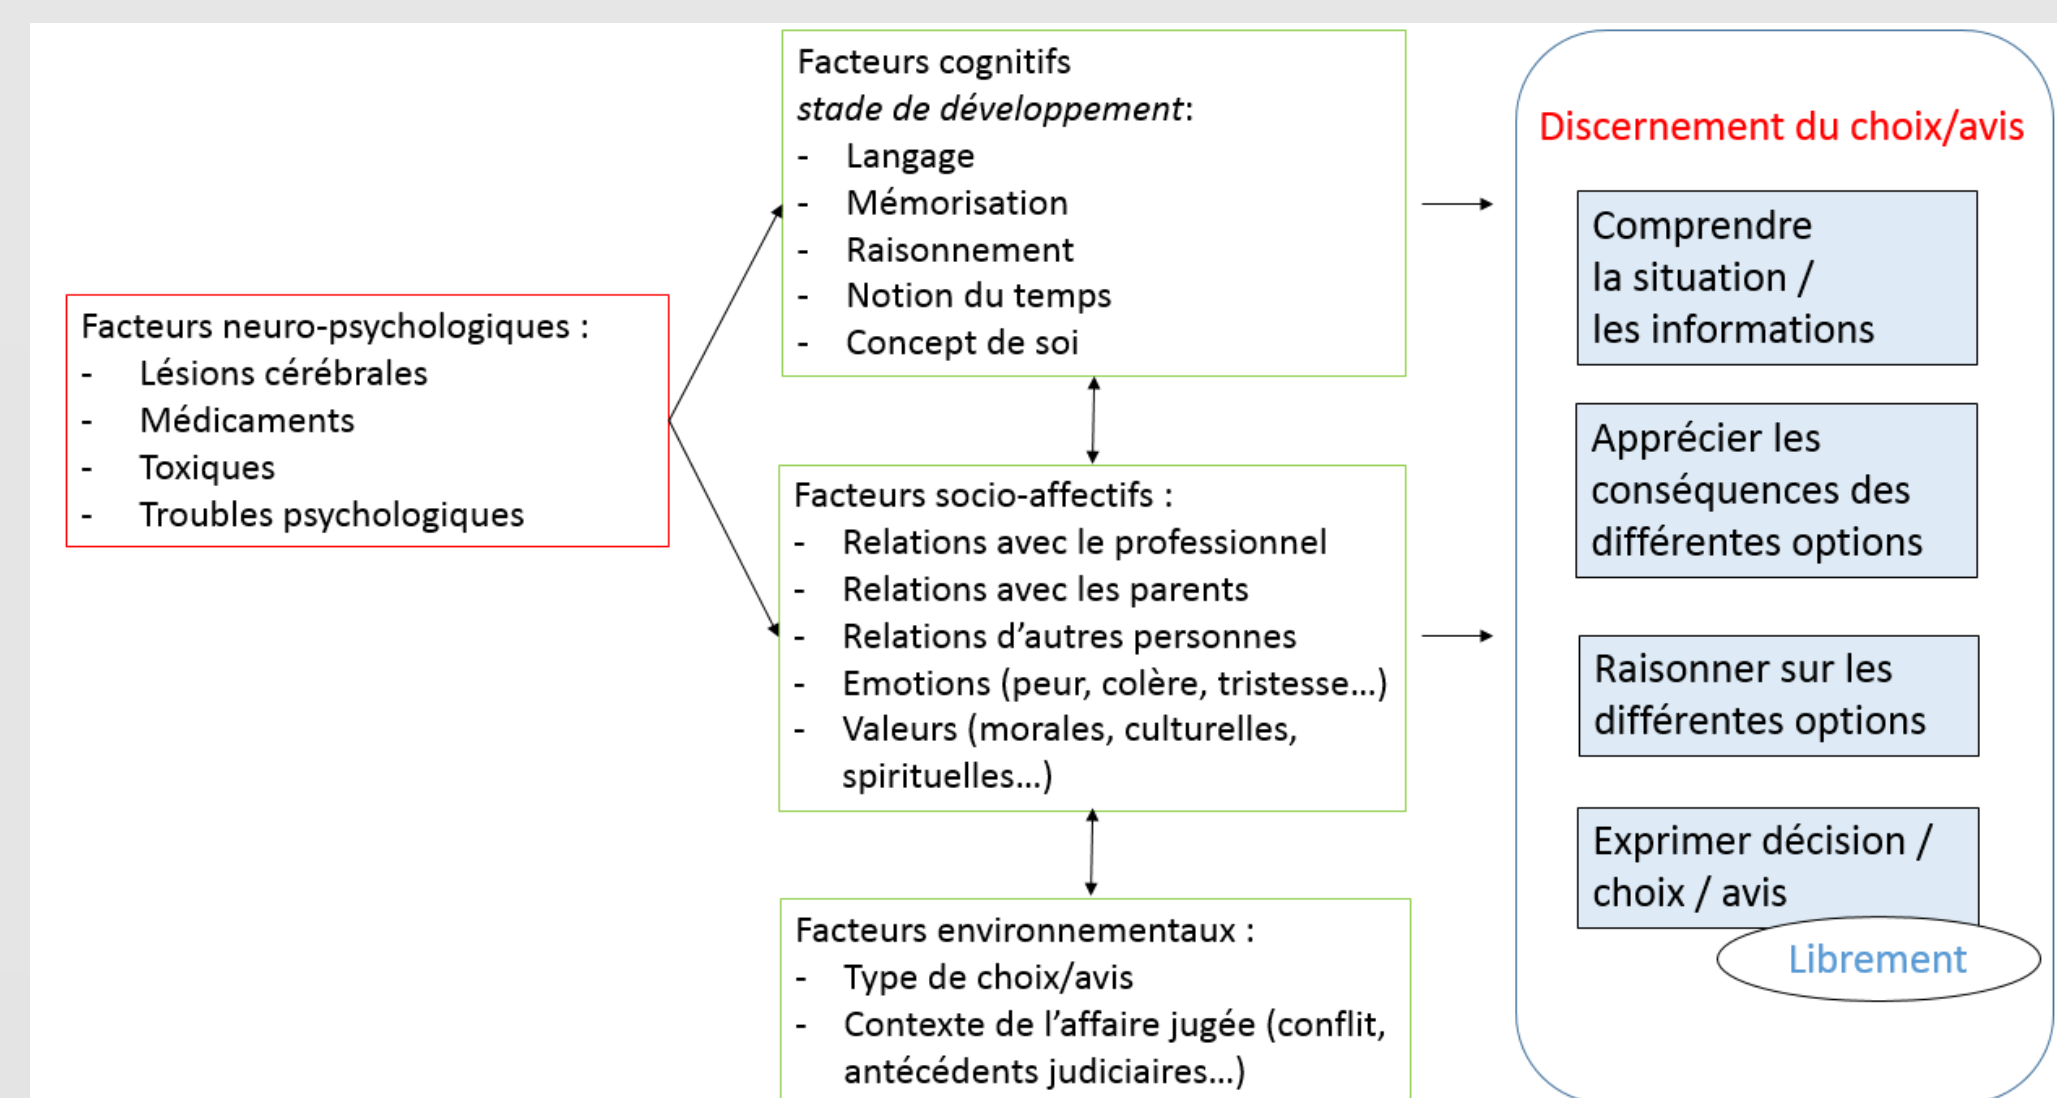 Facteurs neuro-psychologiques :
- Lésions cérébrales
- Médicaments
- Toxiques
- Troubles psychologiques
Facteurs cognitifs
stade de développement:
- Langage
- Mémorisation
- Raisonnement
- Notion du temps
- Concept de soi
Facteurs socio-affectifs :
- Relations avec le professionnel
- Relations avec les parents
- Relations d’autres personnes
- Emotions (peur, colère, tristesse…)
- Valeurs (morales, culturelles,
spirituelles…)
Facteurs environnementaux :
- Type de choix/avis
- Contexte de l’affaire jugée (conflit,
antécédents judiciaires…)
Discernement du choix/avis
Comprendre
la situation /
les informations
Apprécier les
conséquences des
différentes options
Raisonner sur les
différentes options
Exprimer décision /
choix / avis
Librement